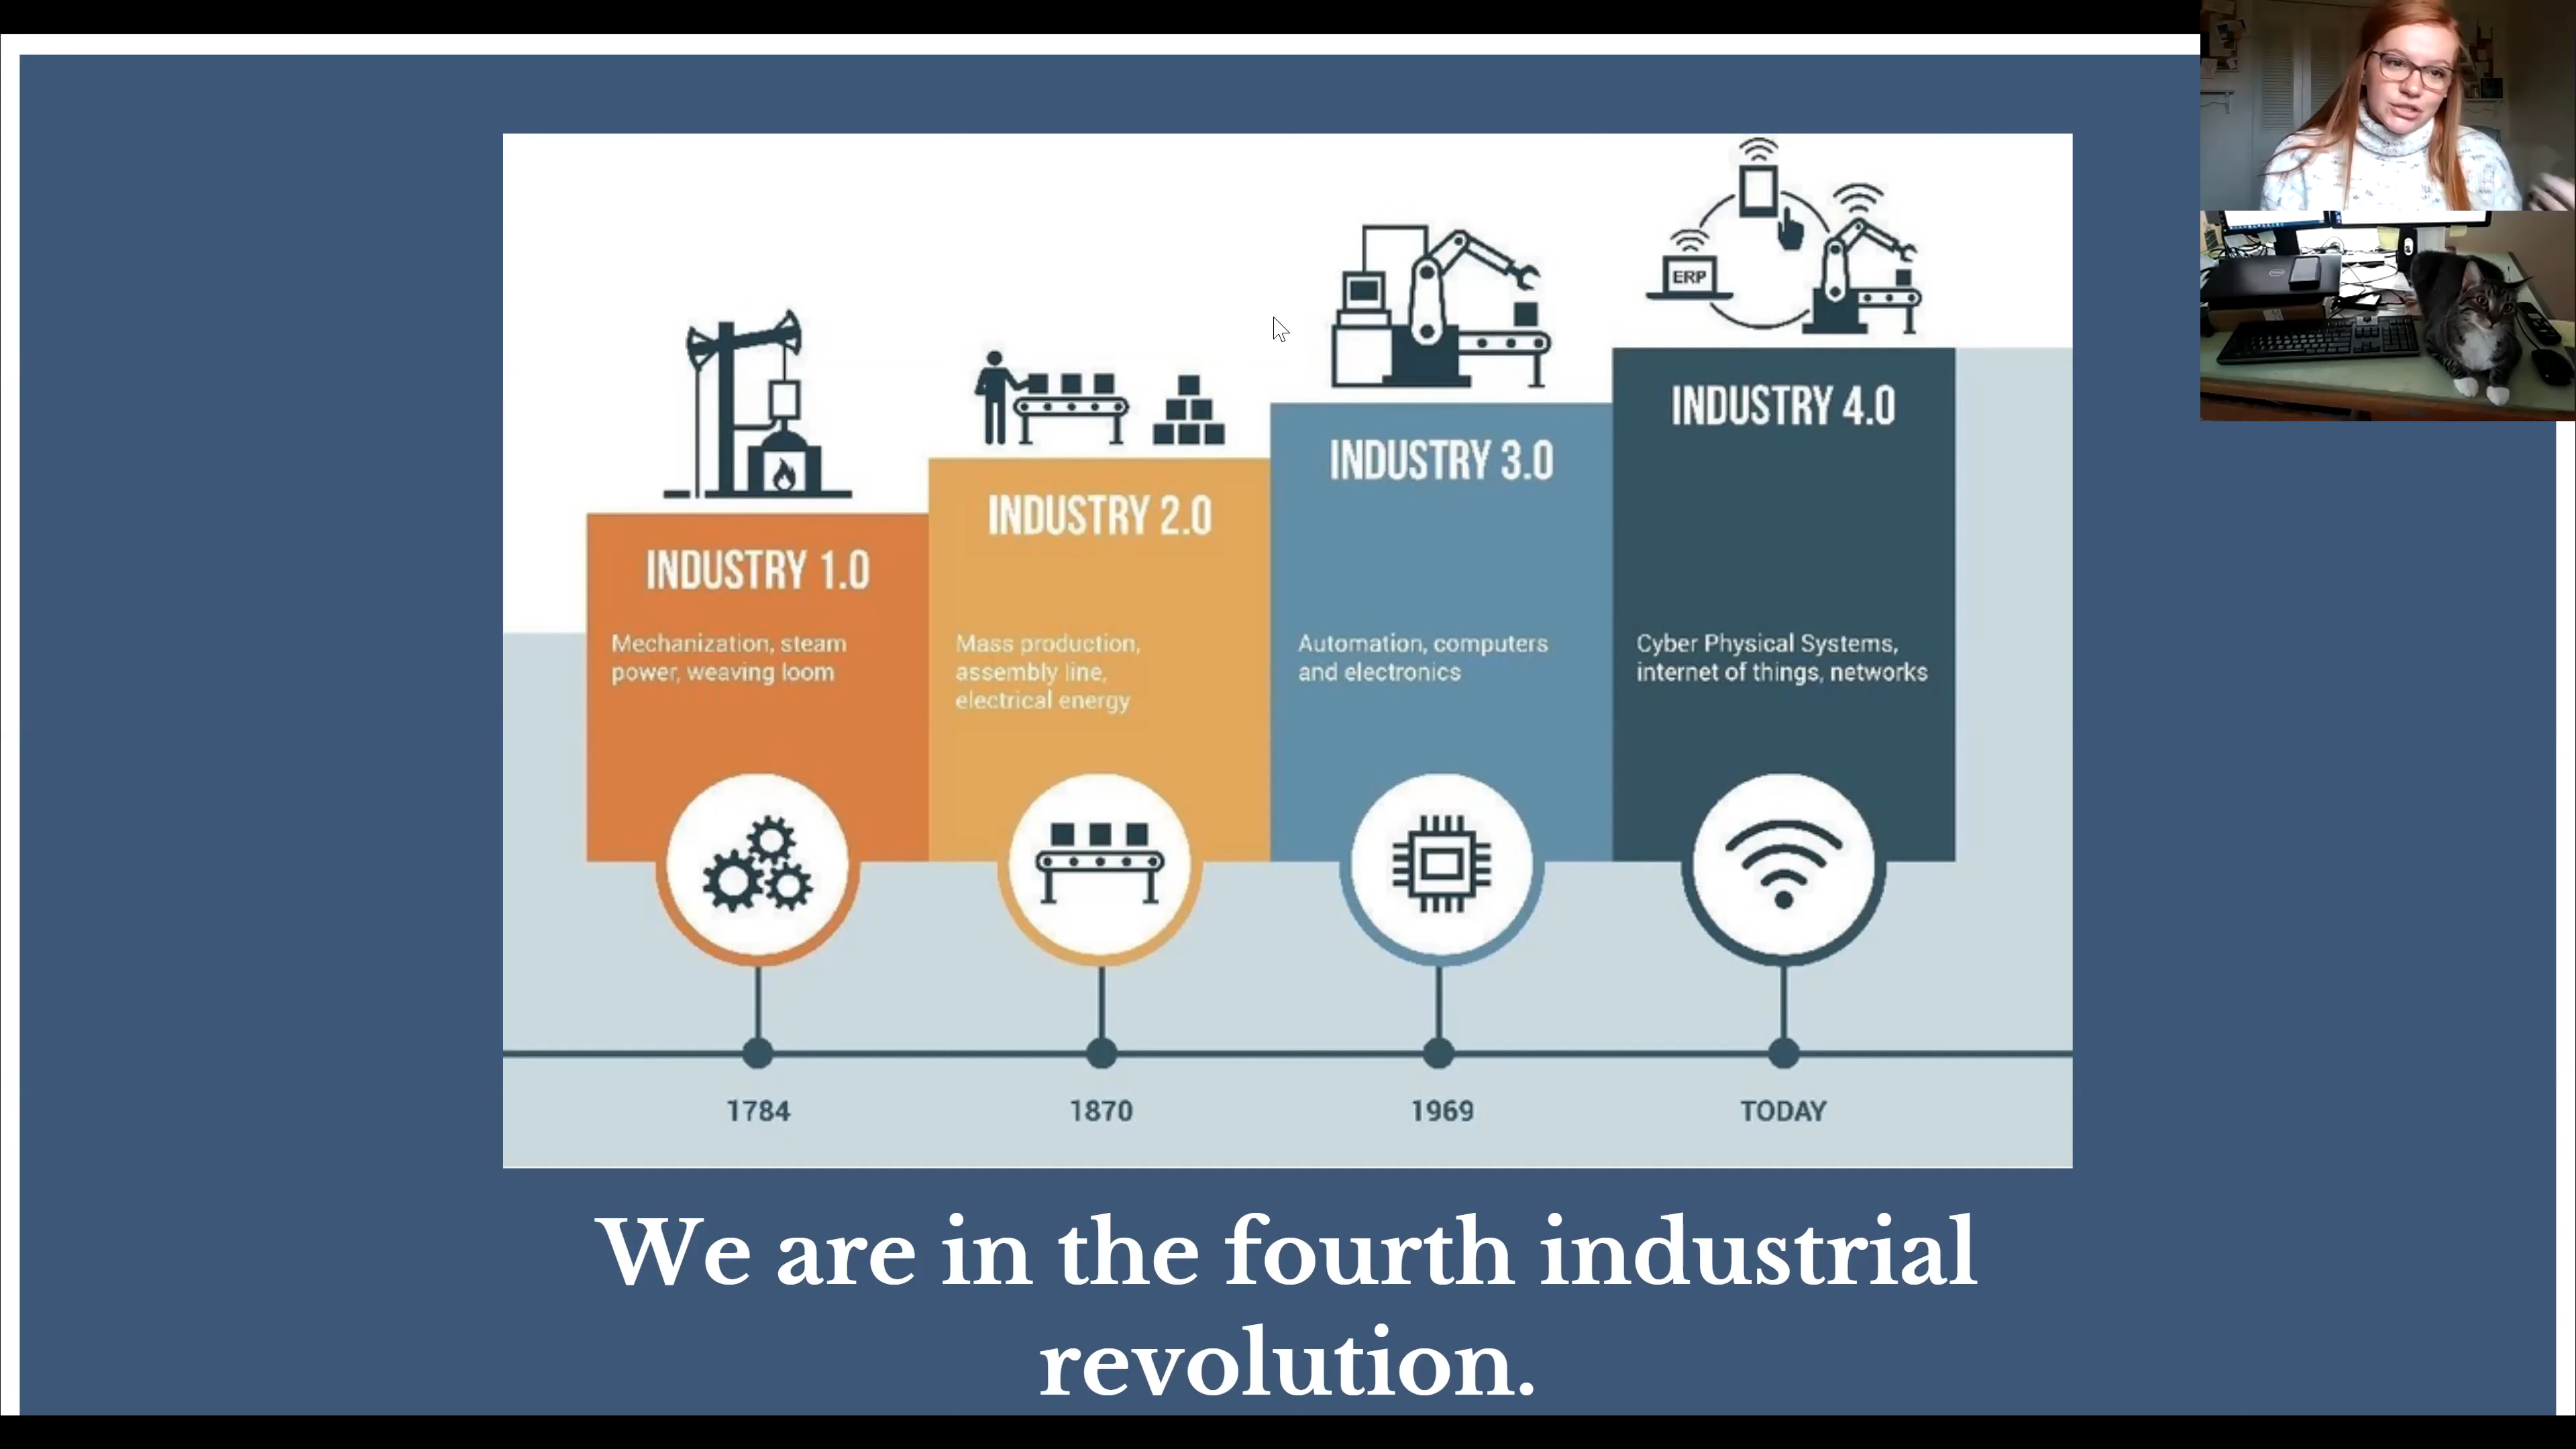 ERP
INDUSTRY 1.0
Mechanization, steam
power, weaving loom
INDUSTRY 2.0
Mass production,
assembly line,
electrical energy
INDUSTRY 3.0
Automation, computers
and electronics
INDUSTRY 4.0
Cyber Physical Systems,
internet of things, networks
1784
1870
1969
TODAY
We are in the fourth industrial
revolution.